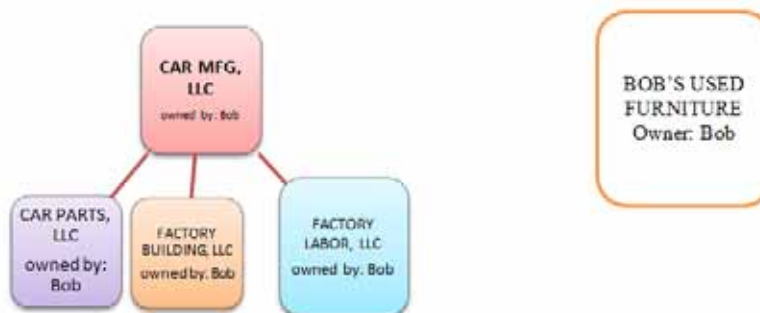 CAR MFG,
LLC
owned by: Bob
BOB'S USED
FURNITURE
Owner: Bob
CAR PARTS,
LLC
owned by:
Bob
FACTORY
BUILDING, LLC
owned by: Bob
FACTORY
LABOR, LLC
owned by: Bob